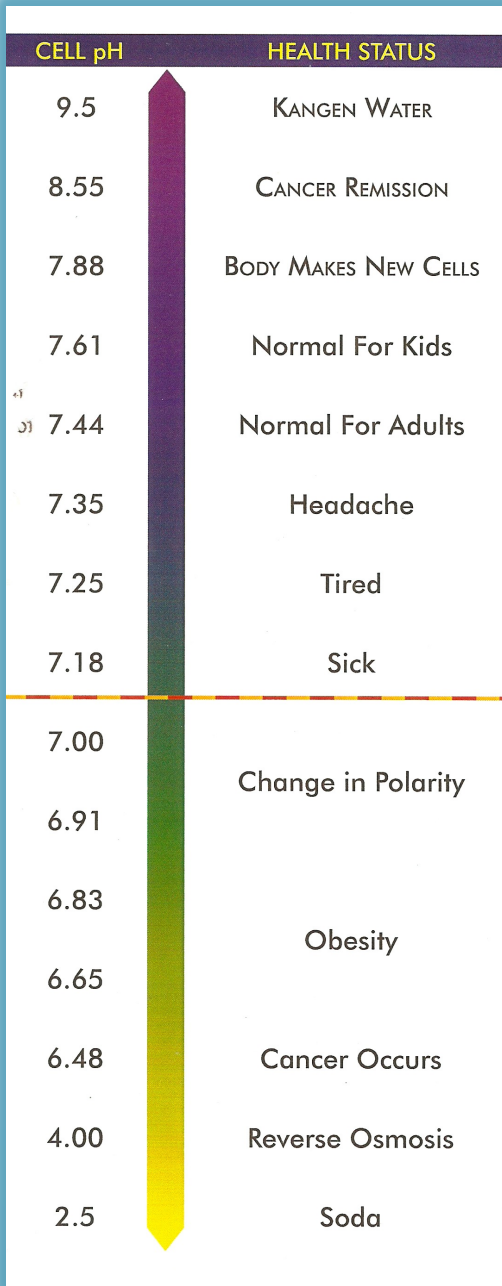 CELL pH HEALTH STATUS
9.5 KANGEN WATER
8.55 CANCER REMISSION
7.88 BODY MAKES NEW CELLS
7.61 Normal For Kids
7.44 Normal For Adults
7.35 Headache
7.25 Tired
7.18 Sick
7.00
Change in Polarity
6.91
6.83
Obesity
6.65
6.48 Cancer Occurs
4.00 Reverse Osmosis
2.5 Soda